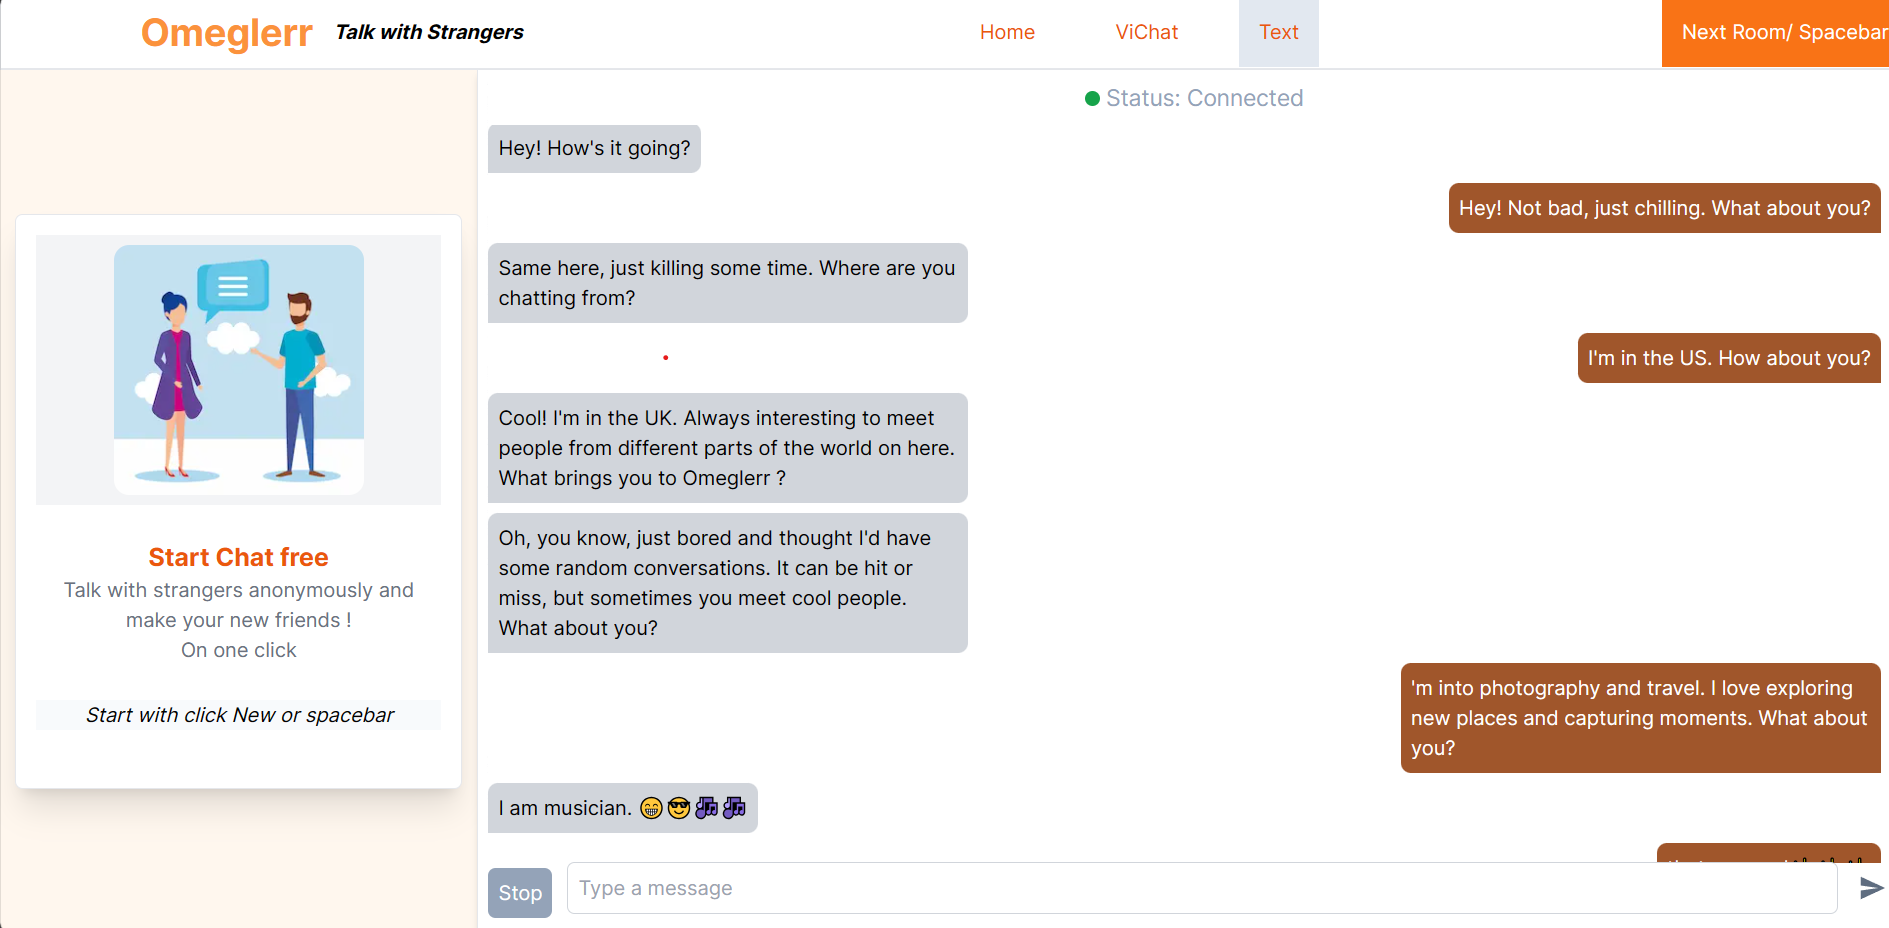 Omeglerr Talk with Strangers Home ViChat Text Next Room/ Spacebar
Status: Connected
Hey! How's it going?
Hey! Not bad, just chilling. What about you?
Same here, just killing some time. Where are you
chatting from?
I'm in the US. How about you?
Cool! I'm in the UK. Always interesting to meet
people from different parts of the world on here.
What brings you to Omeglerr ?
Oh, you know, just bored and thought I'd have
some random conversations. It can be hit or
miss, but sometimes you meet cool people.
What about you?
'm into photography and travel. I love exploring
new places and capturing moments. What about
you?
I am musician. 😁😎🎶🎶
Stop
Type a message
Start Chat free
Talk with strangers anonymously and
make your new friends !
On one click
Start with click New or spacebar